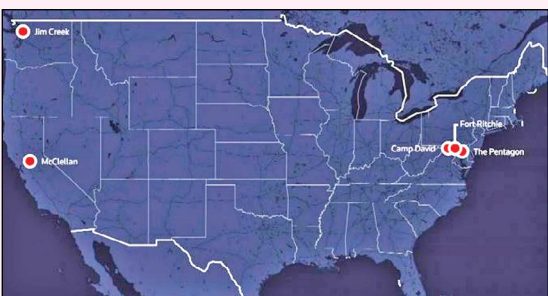 Jim Creek
Fort Ritchie
Camp David
The Pentagon
McClellan